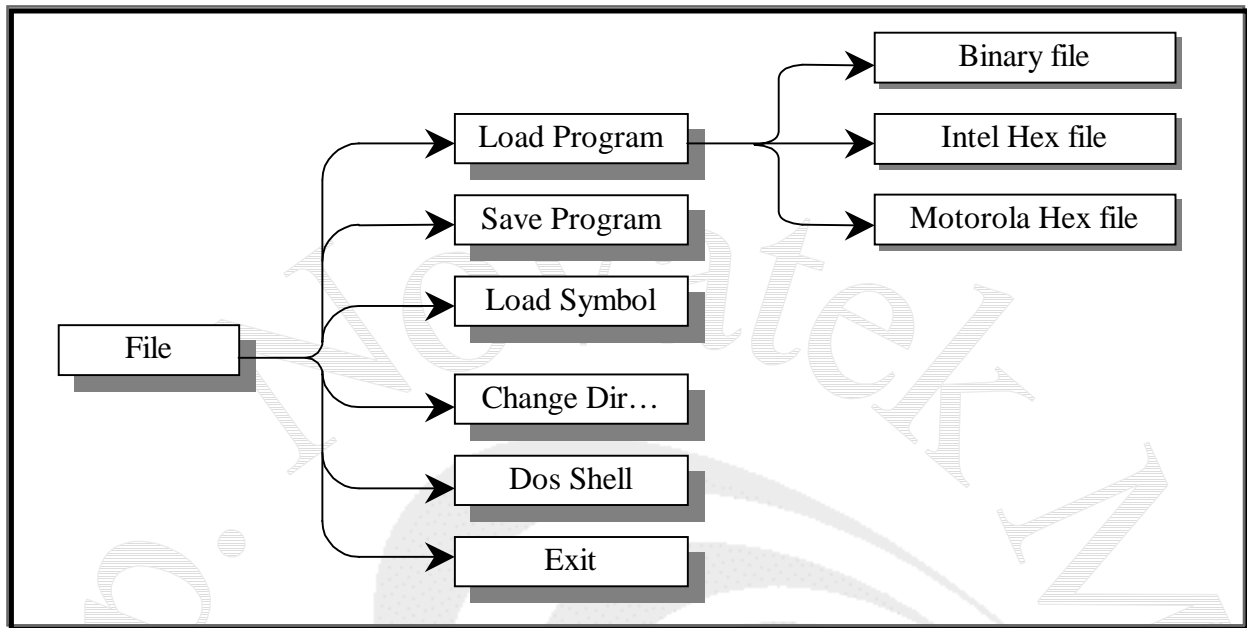 Binary file
Load Program
Intel Hex file
Save Program
Motorola Hex file
Load Symbol
File
Change Dir…
Dos Shell
Exit
p. Novatek M